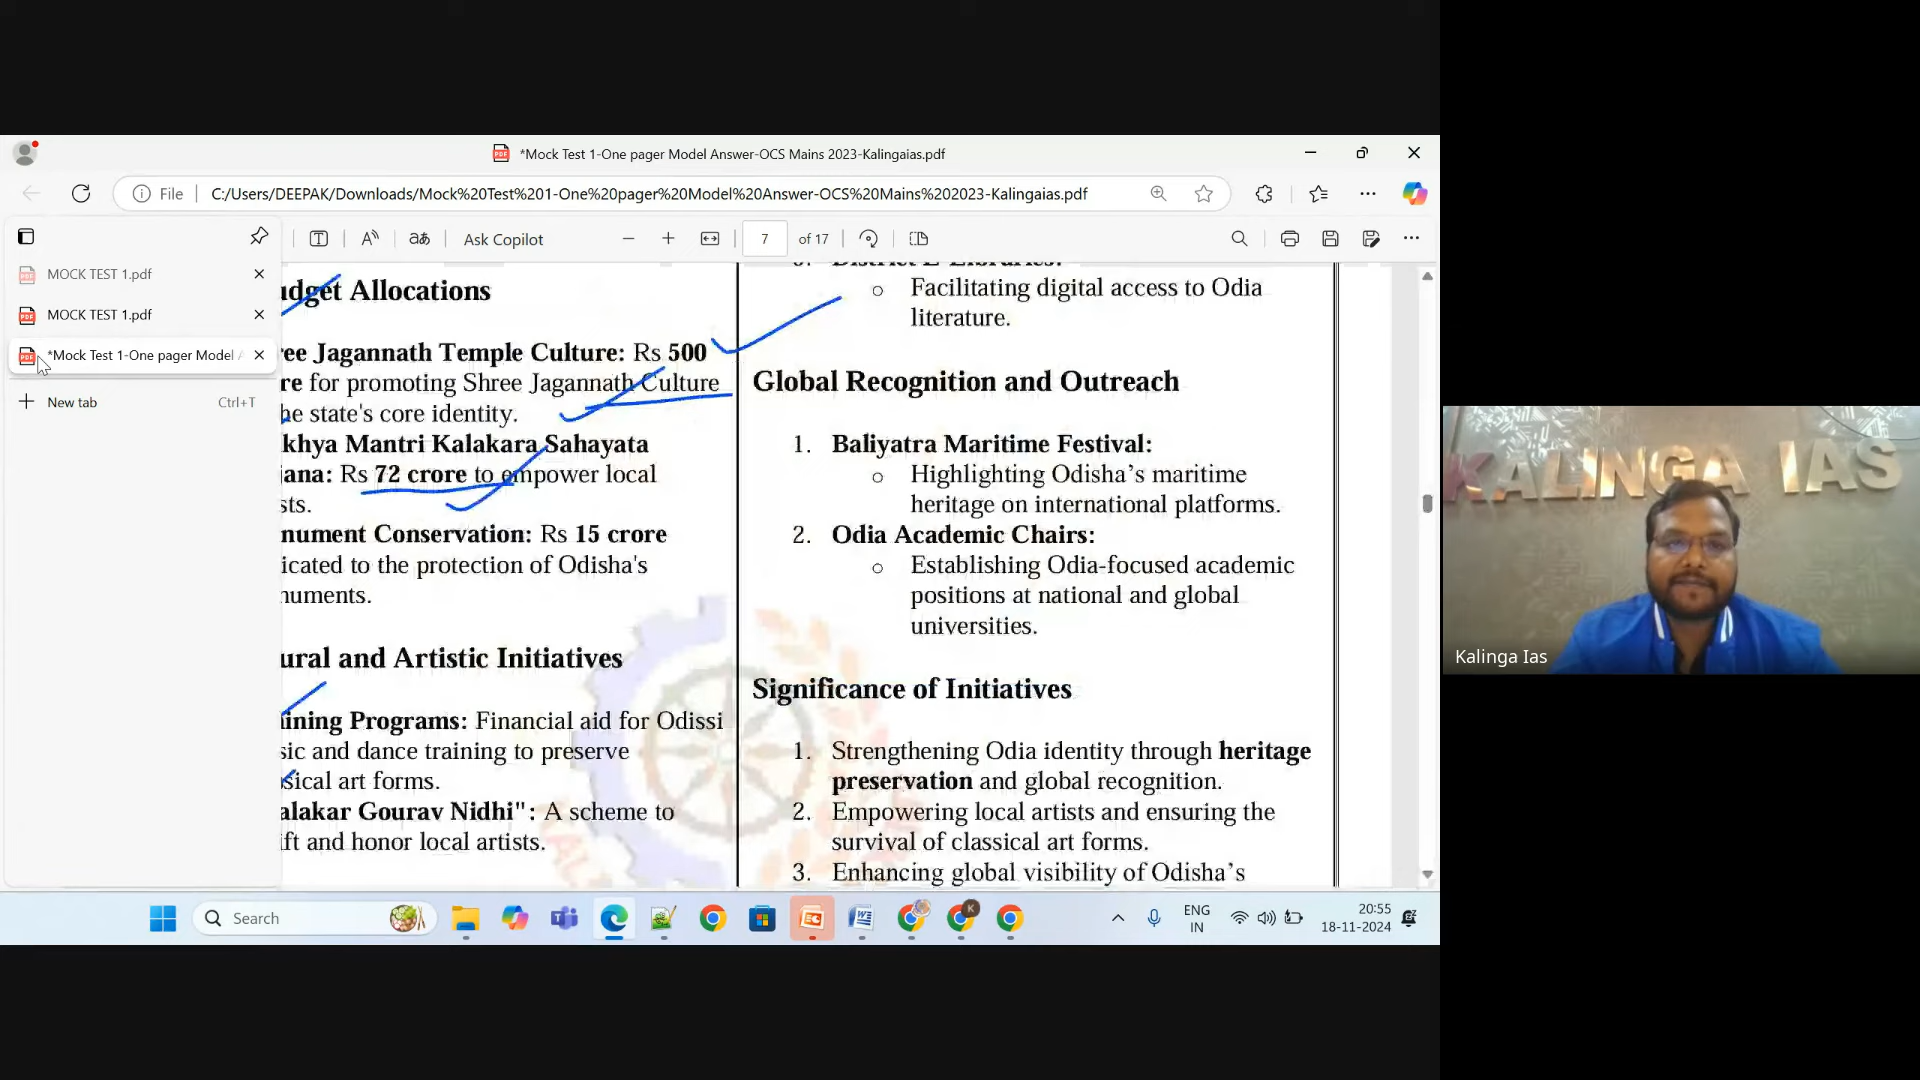 *Mock Test 1-One pager Model Answer-OCS Mains 2023-Kalingaias.pdf
File
C:/Users/DEEPAK/Downloads/Mock%20Test%201-One%20pager%20Model%20Answer-OCS%20Mains%202023-Kalingaias.pdf
Ask Copilot
7 of 17
MOCK TEST 1.pdf
MOCK TEST 1.pdf
*Mock Test 1-One pager Model
New tab Ctrl+T
udget Allocations
ree Jagannath Temple Culture: Rs 500
re for promoting Shree Jagannath Culture
he state's core identity.
khya Mantri Kalakara Sahayata
jana: Rs 72 crore to empower local
sts.
nument Conservation: Rs 15 crore
icated to the protection of Odisha's
numents.
ural and Artistic Initiatives
ining Programs: Financial aid for Odissi
sic and dance training to preserve
sical art forms.
alakar Gourav Nidhi": A scheme to
ift and honor local artists.
District E-Libraries:
o Facilitating digital access to Odia
literature.
Global Recognition and Outreach
1. Baliyatra Maritime Festival:
o Highlighting Odisha’s maritime
heritage on international platforms.
2. Odia Academic Chairs:
o Establishing Odia-focused academic
positions at national and global
universities.
Significance of Initiatives
1. Strengthening Odia identity through heritage
preservation and global recognition.
2. Empowering local artists and ensuring the
survival of classical art forms.
3. Enhancing global visibility of Odisha’s
KALINGA IAS
Kalinga Ias
Search
ENG
IN
20:55
18-11-2024